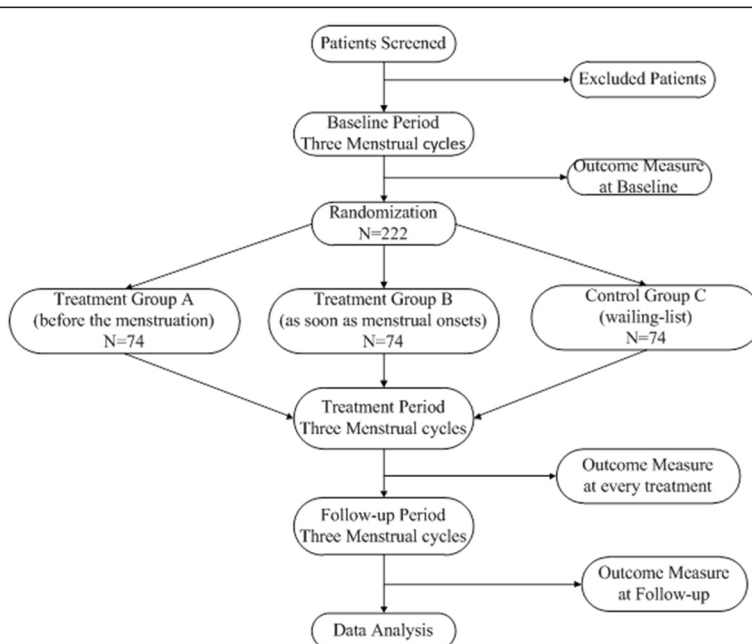 Patients Screened
Excluded Patients
Baseline Period
Three Menstrual cycles
Outcome Measure
at Baseline
Randomization
N=222
Treatment Group A
(before the menstruation)
N=74
Treatment Group B
(as soon as menstrual onsets)
N=74
Control Group C
(wailing-list)
N=74
Treatment Period
Three Menstrual cycles
Outcome Measure
at every treatment
Follow-up Period
Three Menstrual cycles
Outcome Measure
at Follow-up
Data Analysis